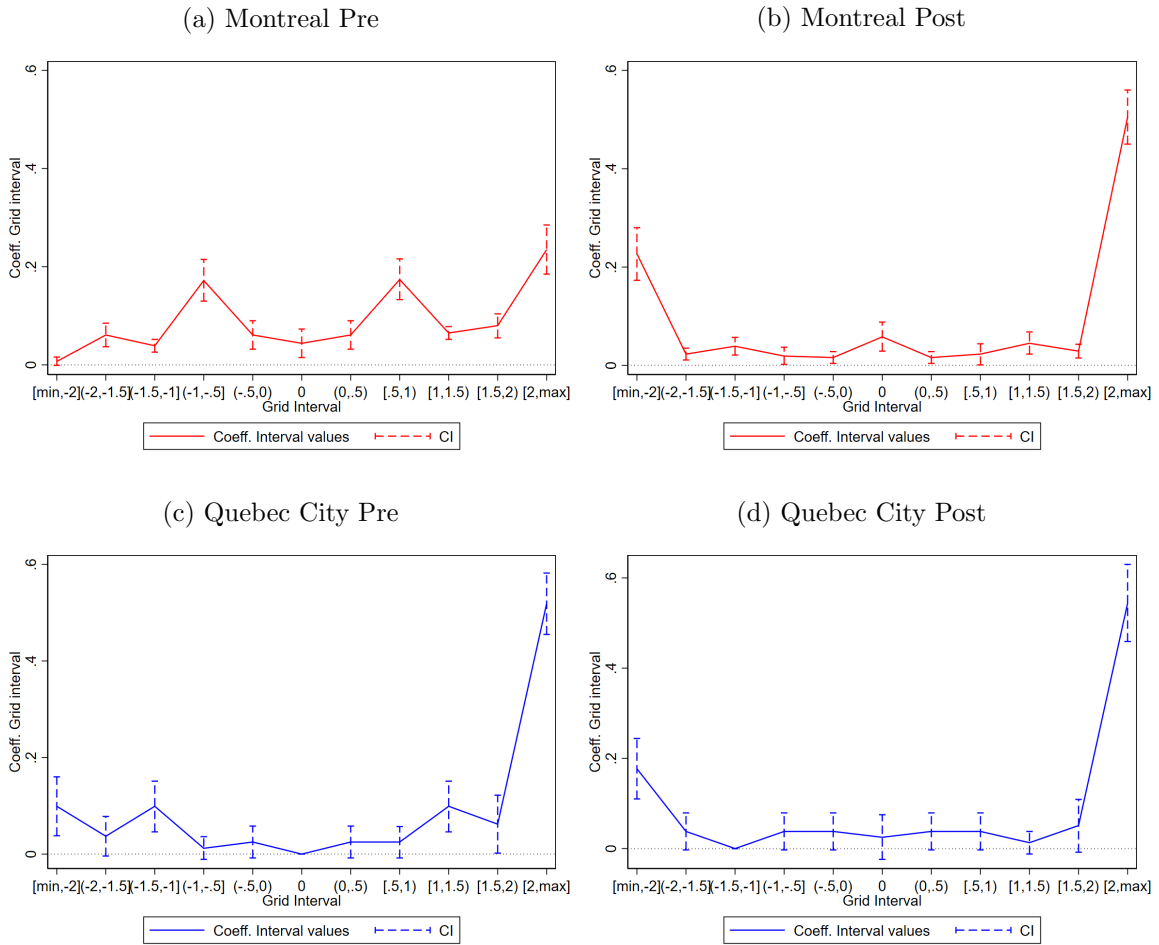 (a) Montreal Pre
.6
.4
.2
0
Coeff. Grid interval
[min,-2] (-2,-1.5] (-1.5,-1] (-1,-.5] (-.5,0) 0 (0,.5) [.5,1) [1,1.5) [1.5,2) [2,max]
Grid Interval
Coeff. Interval values CI
(b) Montreal Post
.6
.4
.2
0
Coeff. Grid interval
[min,-2] (-2,-1.5] (-1.5,-1] (-1,-.5] (-.5,0) 0 (0,.5) [.5,1) [1,1.5) [1.5,2) [2,max]
Grid Interval
Coeff. Interval values CI
(c) Quebec City Pre
.6
.4
.2
0
Coeff. Grid interval
[min,-2] (-2,-1.5] (-1.5,-1] (-1,-.5] (-.5,0) 0 (0,.5) [.5,1) [1,1.5) [1.5,2) [2,max]
Grid Interval
Coeff. Interval values CI
(d) Quebec City Post
.6
.4
.2
0
Coeff. Grid interval
[min,-2] (-2,-1.5] (-1.5,-1] (-1,-.5] (-.5,0) 0 (0,.5) [.5,1) [1,1.5) [1.5,2) [2,max]
Grid Interval
Coeff. Interval values CI